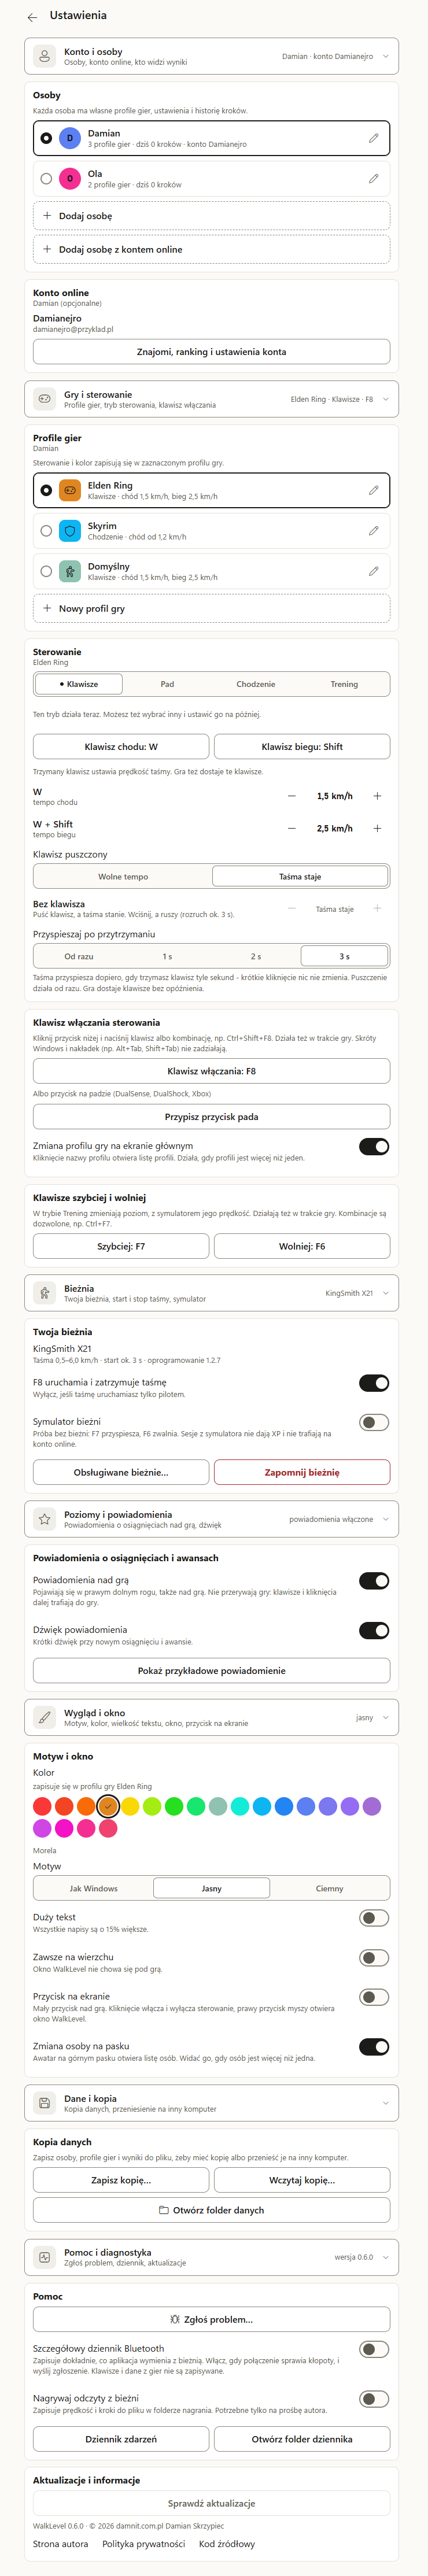 Ustawienia
Konto i osoby
Osoby, konto online, kto widzi wyniki
Damian · konto Damianejro
Osoby
Każda osoba ma własne profile gier, ustawienia i historię kroków.
D
Damian
3 profile gier · dziś 0 kroków · konto Damianejro
O
Ola
2 profile gier · dziś 0 kroków
Dodaj osobę
Dodaj osobę z kontem online
Konto online
Damian (opcjonalne)
Damianejro
damianejro@przyklad.pl
Znajomi, ranking i ustawienia konta
Gry i sterowanie
Profile gier, tryb sterowania, klawisz włączania
Elden Ring · Klawisze · F8
Profile gier
Damian
Sterowanie i kolor zapisują się w zaznaczonym profilu gry.
Elden Ring
Klawisze · chód 1,5 km/h, bieg 2,5 km/h
Skyrim
Chodzenie · chód od 1,2 km/h
Domyślny
Klawisze · chód 1,5 km/h, bieg 2,5 km/h
Nowy profil gry
Sterowanie
Elden Ring
Klawisze
Pad
Chodzenie
Trening
Ten tryb działa teraz. Możesz też wybrać inny i ustawić go na później.
Klawisz chodu: W
Klawisz biegu: Shift
Trzymany klawisz ustawia prędkość taśmy. Gra też dostaje te klawisze.
W
tempo chodu
1,5 km/h
W + Shift
tempo biegu
2,5 km/h
Klawisz puszczony
Wolne tempo
Taśma staje
Bez klawisza
Puść klawisz, a taśma stanie. Wciśnij, a ruszy (rozruch ok. 3 s).
Taśma staje
Przyspieszaj po przytrzymaniu
Od razu
1 s
2 s
3 s
Taśma przyspiesza dopiero, gdy trzymasz klawisz tyle sekund - krótkie kliknięcie nic nie zmienia. Puszczenie
działa od razu. Gra dostaje klawisze bez opóźnienia.
Klawisz włączania sterowania
Kliknij przycisk niżej i naciśnij klawisz albo kombinację, np. Ctrl+Shift+F8. Działa też w trakcie gry. Skróty
Windows i nakładek (np. Alt+Tab, Shift+Tab) nie zadziałają.
Klawisz włączania: F8
Albo przycisk na padzie (DualSense, DualShock, Xbox)
Przypisz przycisk pada
Zmiana profilu gry na ekranie głównym
Kliknięcie nazwy profilu otwiera listę profili. Działa, gdy profili jest więcej niż jeden.
Klawisze szybciej i wolniej
W trybie Trening zmieniają poziom, z symulatorem jego prędkość. Działają też w trakcie gry. Kombinacje są
dozwolone, np. Ctrl+F7.
Szybciej: F7
Wolniej: F6
Bieżnia
Twoja bieżnia, start i stop taśmy, symulator
KingSmith X21
Twoja bieżnia
KingSmith X21
Taśma 0,5–6,0 km/h · start ok. 3 s · oprogramowanie 1.2.7
F8 uruchamia i zatrzymuje taśmę
Wyłącz, jeśli taśmę uruchamiasz tylko pilotem.
Symulator bieżni
Próba bez bieżni: F7 przyspiesza, F6 zwalnia. Sesje z symulatora nie dają XP i nie trafiają na
konto online.
Obsługiwane bieżnie...
Zapomnij bieżnię
Poziomy i powiadomienia
Powiadomienia o osiągnięciach nad grą, dźwięk
powiadomienia włączone
Powiadomienia o osiągnięciach i awansach
Powiadomienia nad grą
Pojawiają się w prawym dolnym rogu, także nad grą. Nie przerywają gry: klawisze i kliknięcia
dalej trafiają do gry.
Dźwięk powiadomienia
Krótki dźwięk przy nowym osiągnięciu i awansie.
Pokaż przykładowe powiadomienie
Wygląd i okno
Motyw, kolor, wielkość tekstu, okno, przycisk na ekranie
jasny
Motyw i okno
Kolor
zapisuje się w profilu gry Elden Ring
Morela
Motyw
Jak Windows
Jasny
Ciemny
Duży tekst
Wszystkie napisy są o 15% większe.
Zawsze na wierzchu
Okno WalkLevel nie chowa się pod grą.
Przycisk na ekranie
Mały przycisk nad grą. Kliknięcie włącza i wyłącza sterowanie, prawy przycisk myszy otwiera
okno WalkLevel.
Zmiana osoby na pasku
Awatar na górnym pasku otwiera listę osób. Widać go, gdy osób jest więcej niż jedna.
Dane i kopia
Kopia danych, przeniesienie na inny komputer
Kopia danych
Zapisz osoby, profile gier i wyniki do pliku, żeby mieć kopię albo przenieść je na inny komputer.
Zapisz kopię...
Wczytaj kopię...
Otwórz folder danych
Pomoc i diagnostyka
Zgłoś problem, dziennik, aktualizacje
wersja 0.6.0
Pomoc
Zgłoś problem...
Szczegółowy dziennik Bluetooth
Zapisuje dokładnie, co aplikacja wymienia z bieżnią. Włącz, gdy połączenie sprawia kłopoty, i
wyślij zgłoszenie. Klawisze i dane z gier nie są zapisywane.
Nagrywaj odczyty z bieżni
Zapisuje prędkość i kroki do pliku w folderze nagrania. Potrzebne tylko na prośbę autora.
Dziennik zdarzeń
Otwórz folder dziennika
Aktualizacje i informacje
Sprawdź aktualizacje
WalkLevel 0.6.0 · © 2026 damnit.com.pl Damian Skrzypiec
Strona autora
Polityka prywatności
Kod źródłowy